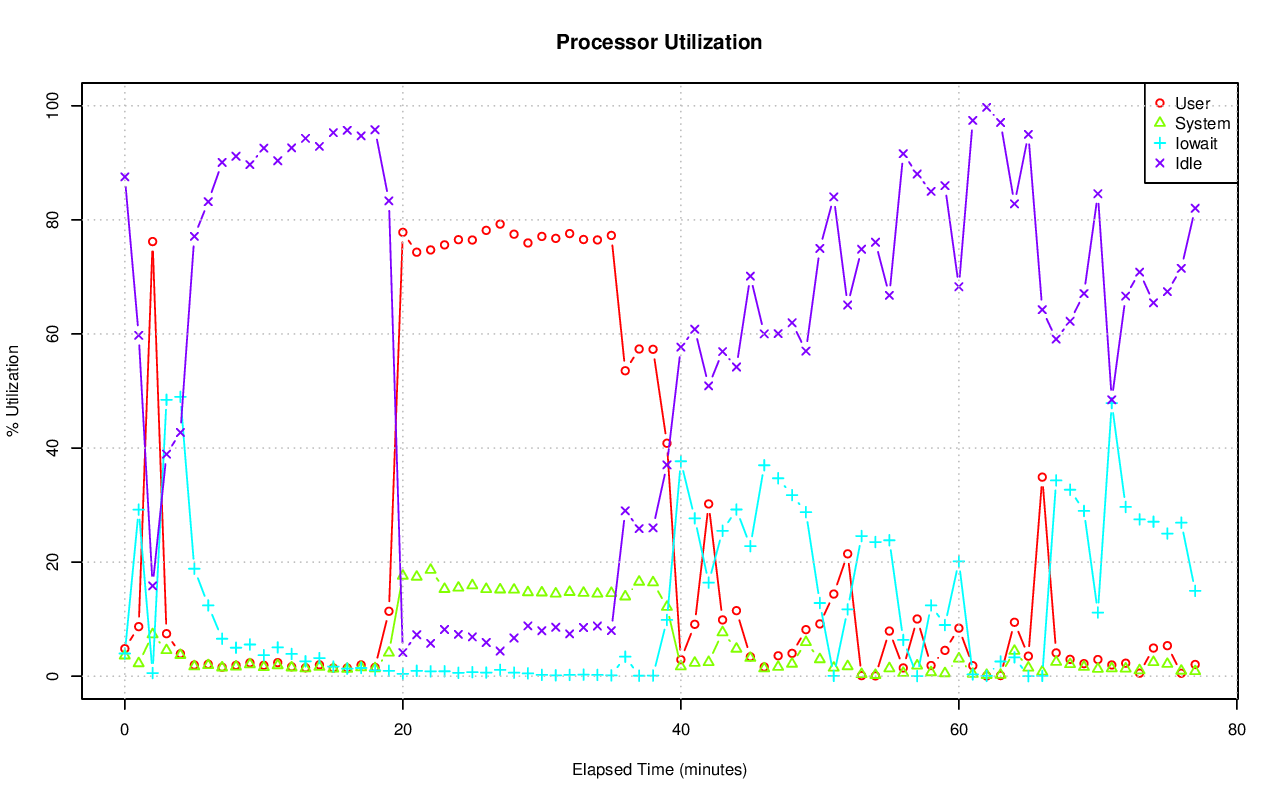 Processor Utilization
% Utilization
100
80
60
40
20
0
User
System
Iowait
Idle
0 20 40 60 80
Elapsed Time (minutes)